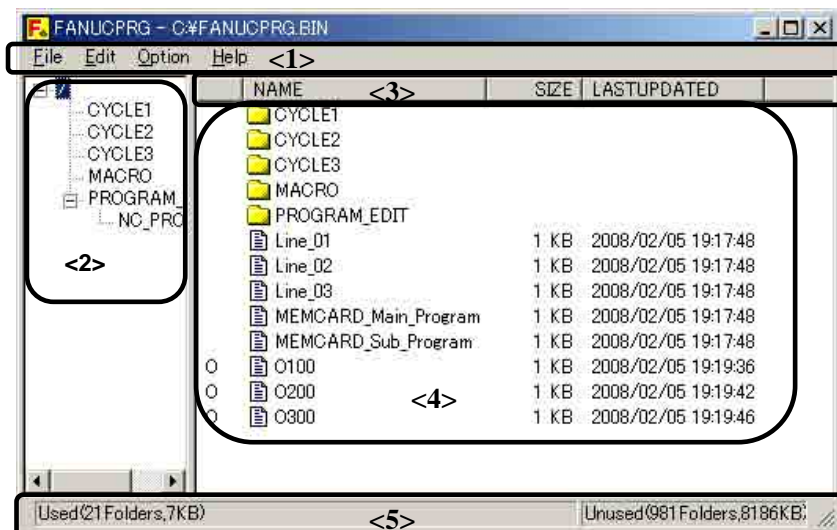 FANUCPRG - C:¥FANUCPRG.BIN
File Edit Option Help <1>
/
CYCLE1
CYCLE2
CYCLE3
MACRO
PROGRAM_
NC_PRO
<2>
NAME <3> SIZE LASTUPDATED
CYCLE1
CYCLE2
CYCLE3
MACRO
PROGRAM_EDIT
Line_01 1 KB 2008/02/05 19:17:48
Line_02 1 KB 2008/02/05 19:17:48
Line_03 1 KB 2008/02/05 19:17:48
MEMCARD_Main_Program 1 KB 2008/02/05 19:17:48
MEMCARD_Sub_Program 1 KB 2008/02/05 19:17:48
O O100 1 KB 2008/02/05 19:19:36
O O200 1 KB 2008/02/05 19:19:42
O O300 1 KB 2008/02/05 19:19:46
<4>
Used(21Folders,7KB) <5> Unused(981Folders,8186KB)